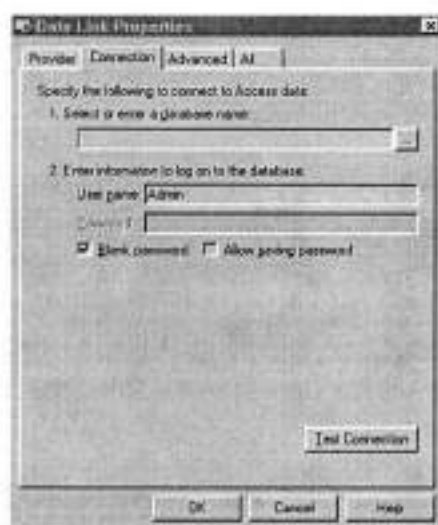 Data Link Properties
Provider Connection Advanced All
Specify the following to connect to Access data:
1. Select or enter a database name:
...
2. Enter information to log on to the database:
User name: Admin
Password:
Blank password Allow saving password
Test Connection
OK Cancel Help